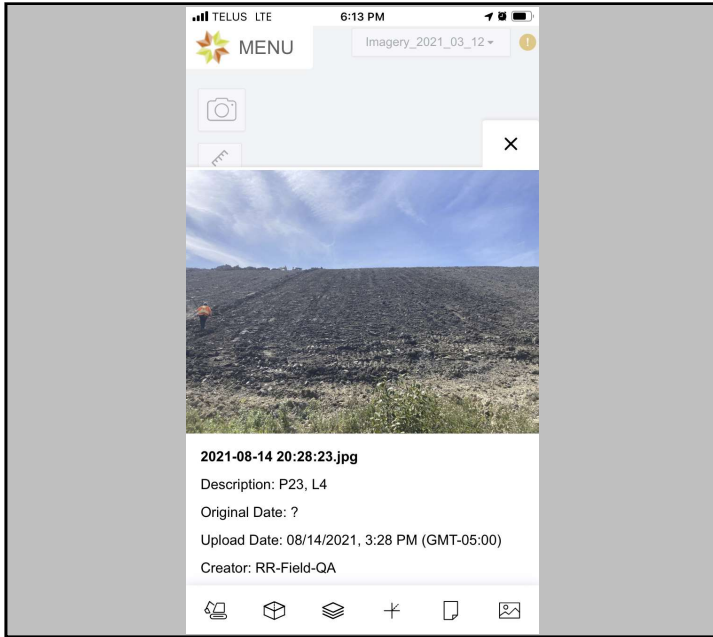 TELUS LTE 6:13 PM
MENU
Imagery_2021_03_12
!
2021-08-14 20:28:23.jpg
Description: P23, L4
Original Date: ?
Upload Date: 08/14/2021, 3:28 PM (GMT-05:00)
Creator: RR-Field-QA